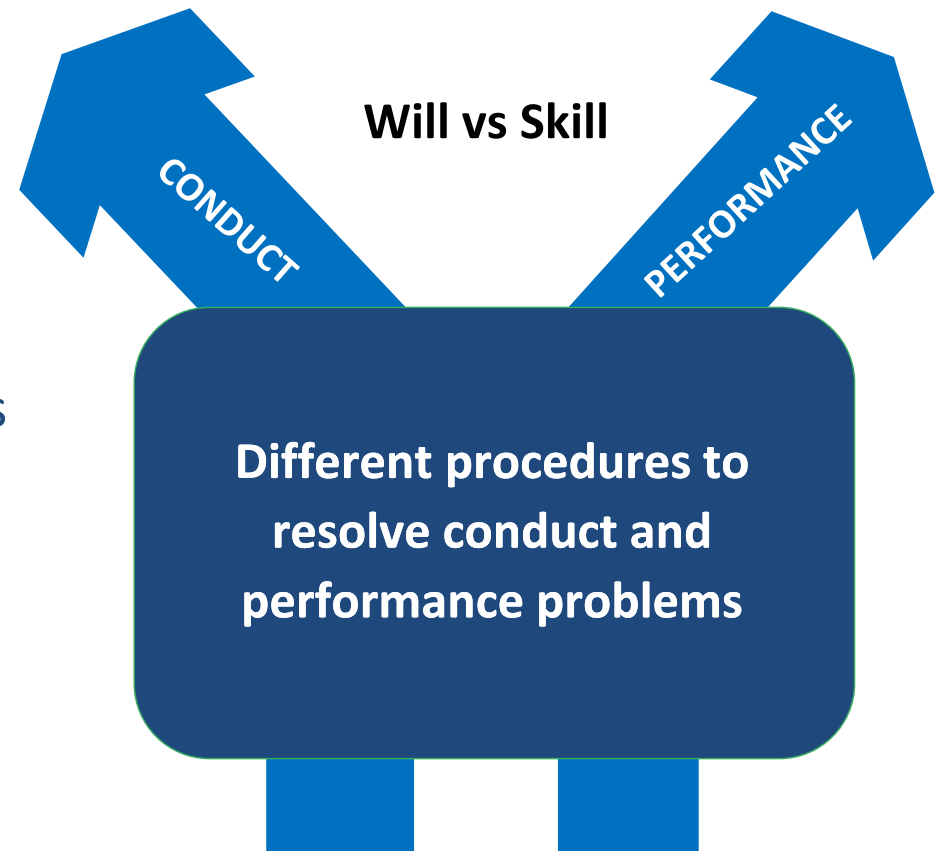 Will vs Skill
CONDUCT
PERFORMANCE
s
Different procedures to
resolve conduct and
performance problems